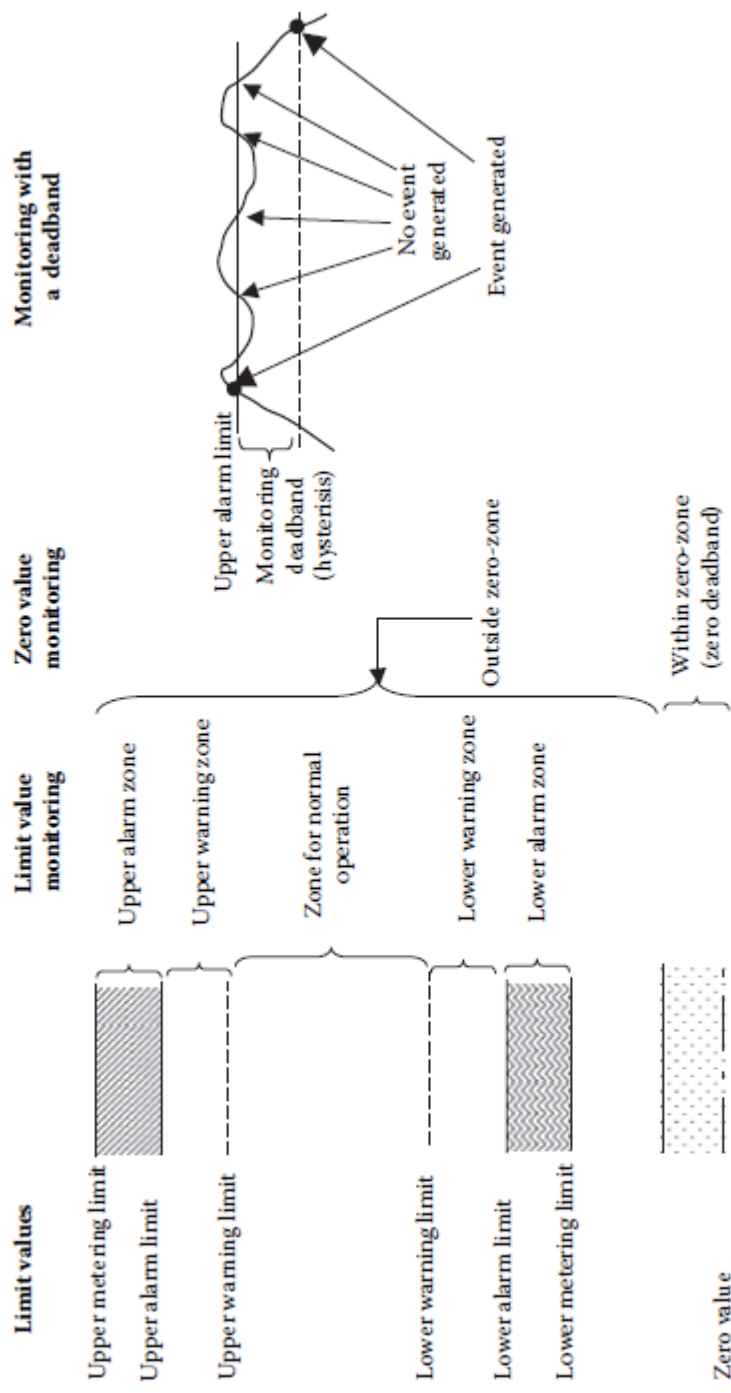 Limit values
Limit value
monitoring
Zero value
monitoring
Monitoring with
a deadband
Upper metering limit
Upper alarm limit
Upper warning limit
Lower warning limit
Lower alarm limit
Lower metering limit
Zero value
Upper alarm zone
Upper warning zone
Zone for normal
operation
Lower warning zone
Lower alarm zone
Outside zero-zone
Within zero-zone
(zero deadband)
Upper alarm limit
Monitoring
deadband
(hysterisis)
No event
generated
Event generated